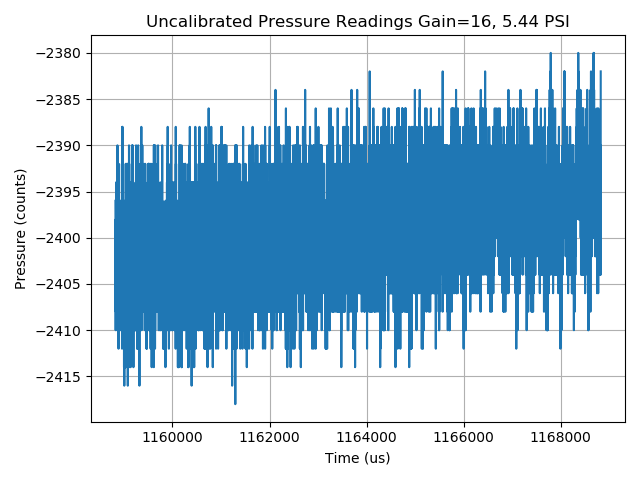 Uncalibrated Pressure Readings Gain=16, 5.44 PSI
Pressure (counts)
−2380
−2385
−2390
−2395
−2400
−2405
−2410
−2415
1160000 1162000 1164000 1166000 1168000
Time (us)